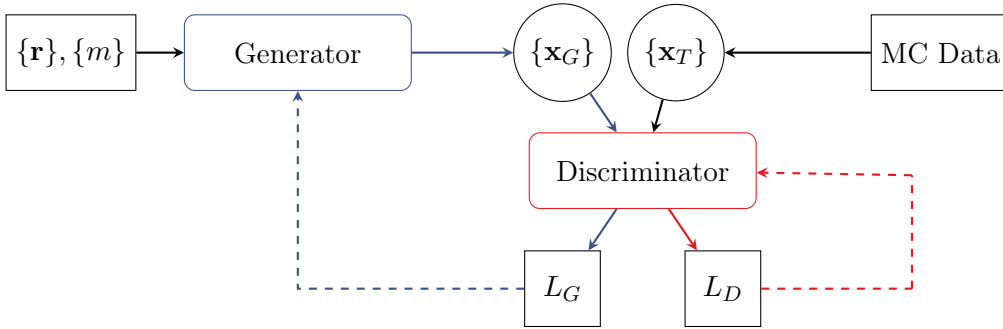 {r}, {m}
Generator
{x_G}
{x_T}
MC Data
Discriminator
L_G
L_D